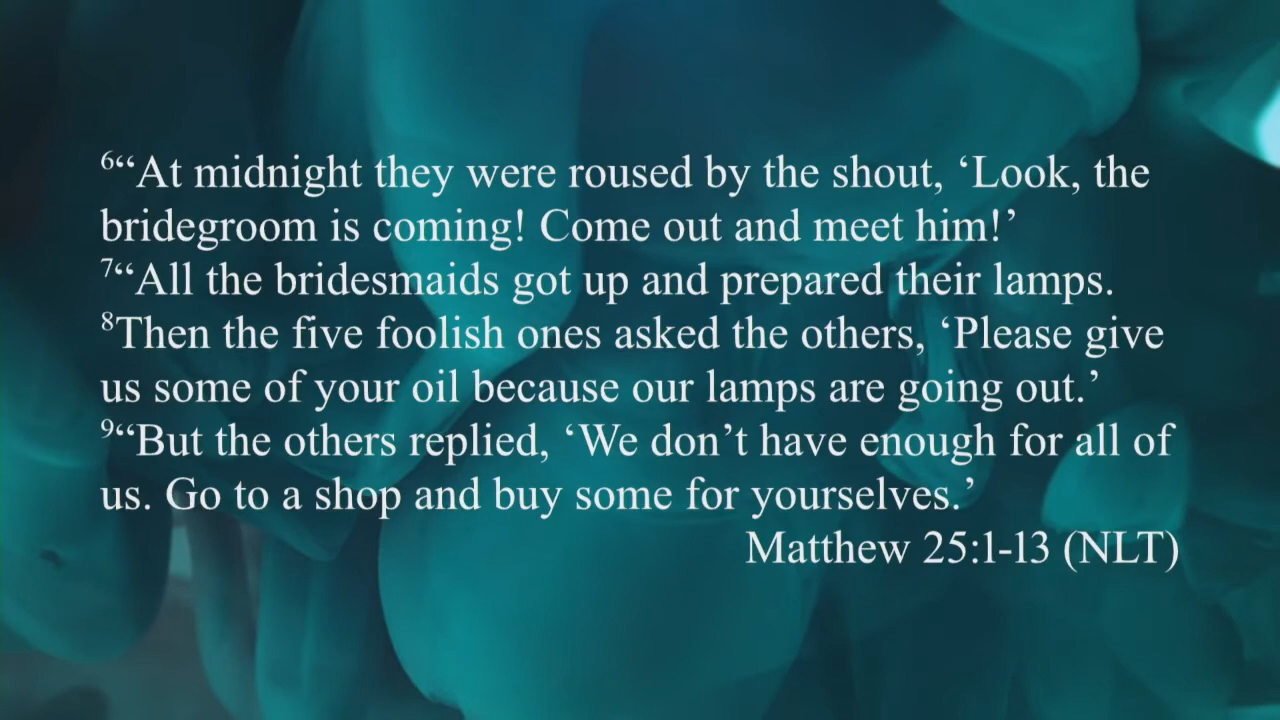 ⁶“At midnight they were roused by the shout, ‘Look, the
bridegroom is coming! Come out and meet him!’
⁷“All the bridesmaids got up and prepared their lamps.
⁸Then the five foolish ones asked the others, ‘Please give
us some of your oil because our lamps are going out.’
⁹“But the others replied, ‘We don’t have enough for all of
us. Go to a shop and buy some for yourselves.’
Matthew 25:1-13 (NLT)